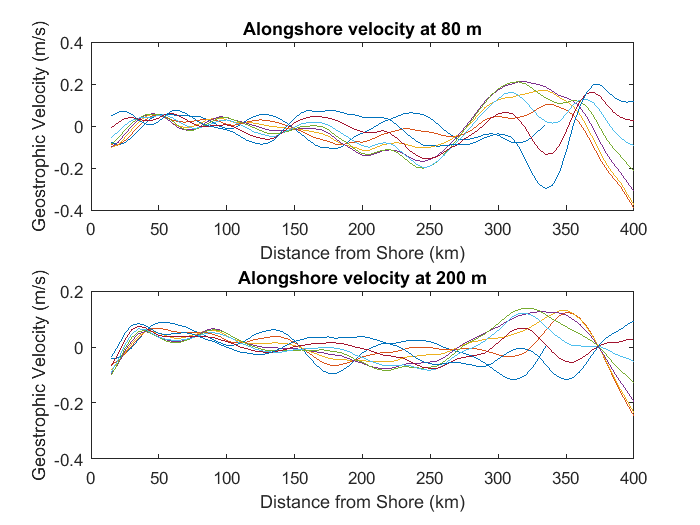 Alongshore velocity at 80 m
Geostrophic Velocity (m/s)
0.4
0.2
0
-0.2
-0.4
0 50 100 150 200 250 300 350 400
Distance from Shore (km)
Alongshore velocity at 200 m
Geostrophic Velocity (m/s)
0.2
0
-0.2
-0.4
0 50 100 150 200 250 300 350 400
Distance from Shore (km)